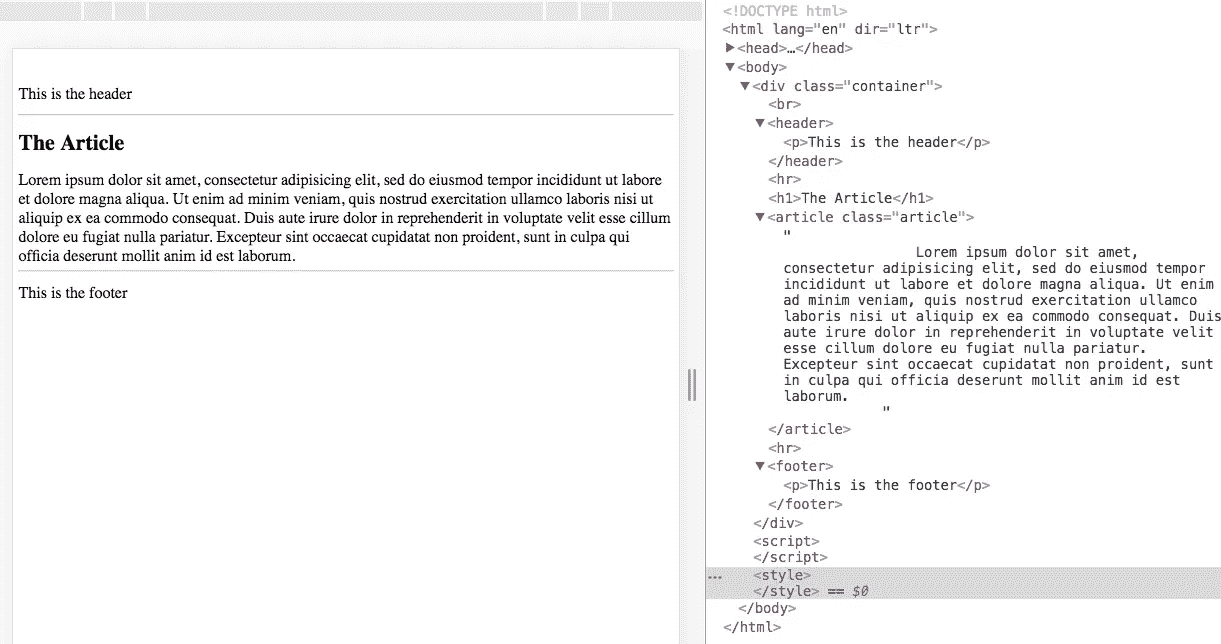 This is the header
The Article
Lorem ipsum dolor sit amet, consectetur adipisicing elit, sed do eiusmod tempor incididunt ut labore
et dolore magna aliqua. Ut enim ad minim veniam, quis nostrud exercitation ullamco laboris nisi ut
aliquip ex ea commodo consequat. Duis aute irure dolor in reprehenderit in voluptate velit esse cillum
dolore eu fugiat nulla pariatur. Excepteur sint occaecat cupidatat non proident, sunt in culpa qui
officia deserunt mollit anim id est laborum.
This is the footer
<!DOCTYPE html>
<html lang="en" dir="ltr">
▶<head>…</head>
▼<body>
▼<div class="container">
<br>
▼<header>
<p>This is the header</p>
</header>
<hr>
<h1>The Article</h1>
▼<article class="article">
"
Lorem ipsum dolor sit amet,
consectetur adipisicing elit, sed do eiusmod tempor
incididunt ut labore et dolore magna aliqua. Ut enim
ad minim veniam, quis nostrud exercitation ullamco
laboris nisi ut aliquip ex ea commodo consequat. Duis
aute irure dolor in reprehenderit in voluptate velit
esse cillum dolore eu fugiat nulla pariatur.
Excepteur sint occaecat cupidatat non proident, sunt
in culpa qui officia deserunt mollit anim id est
laborum.
"
</article>
<hr>
▼<footer>
<p>This is the footer</p>
</footer>
</div>
<script>
</script>
… <style>
</style> == $0
</body>
</html>